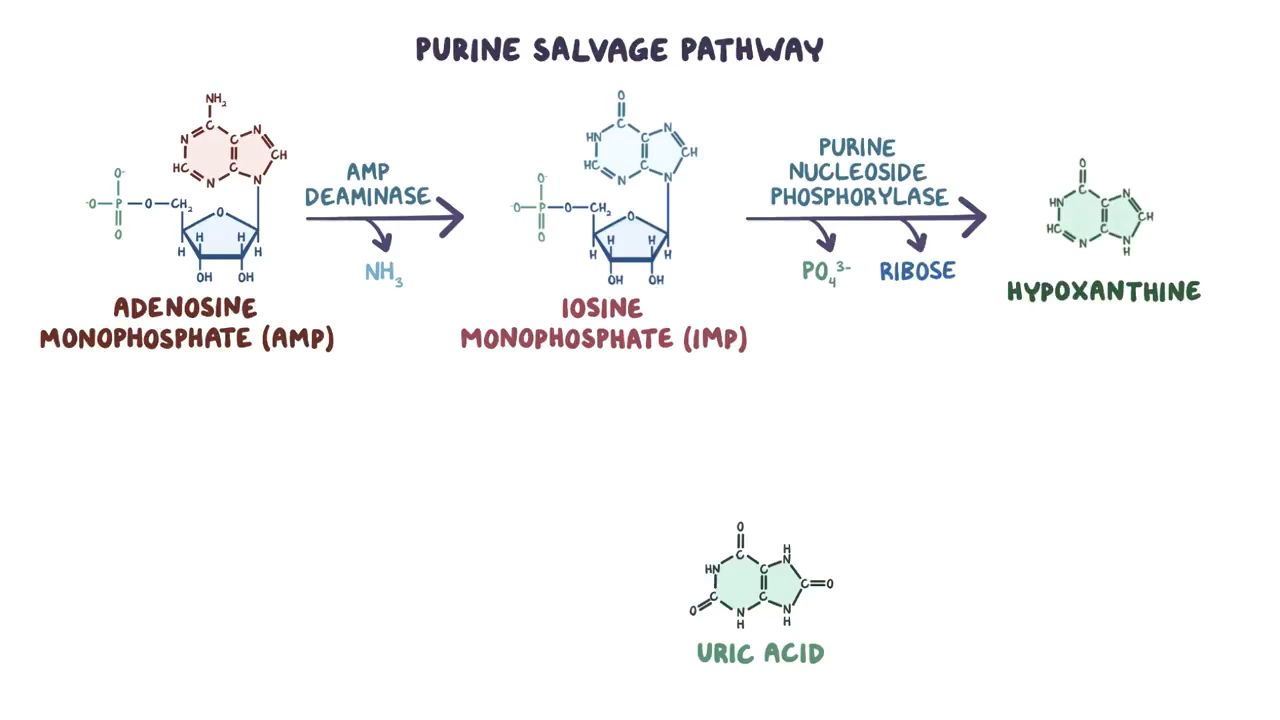 PURINE SALVAGE PATHWAY
NH2
N
C
C
N
CH
HC
N
C
N
O-
-O-P-O-CH2
O
O
H
H
H
H
OH
OH
ADENOSINE
MONOPHOSPHATE (AMP)
AMP
DEAMINASE
NH3
O
HN
C
C
N
CH
HC
N
C
N
O-
-O-P-O-CH2
O
O
H
H
H
H
OH
OH
IOSINE
MONOPHOSPHATE (IMP)
PURINE
NUCLEOSIDE
PHOSPHORYLASE
PO4 3-
RIBOSE
O
C
HN
C
N
CH
HC
N
C
N
H
HYPOXANTHINE
O
C
HN
C
H
N
C=O
O
C
N
H
C
N
H
URIC ACID